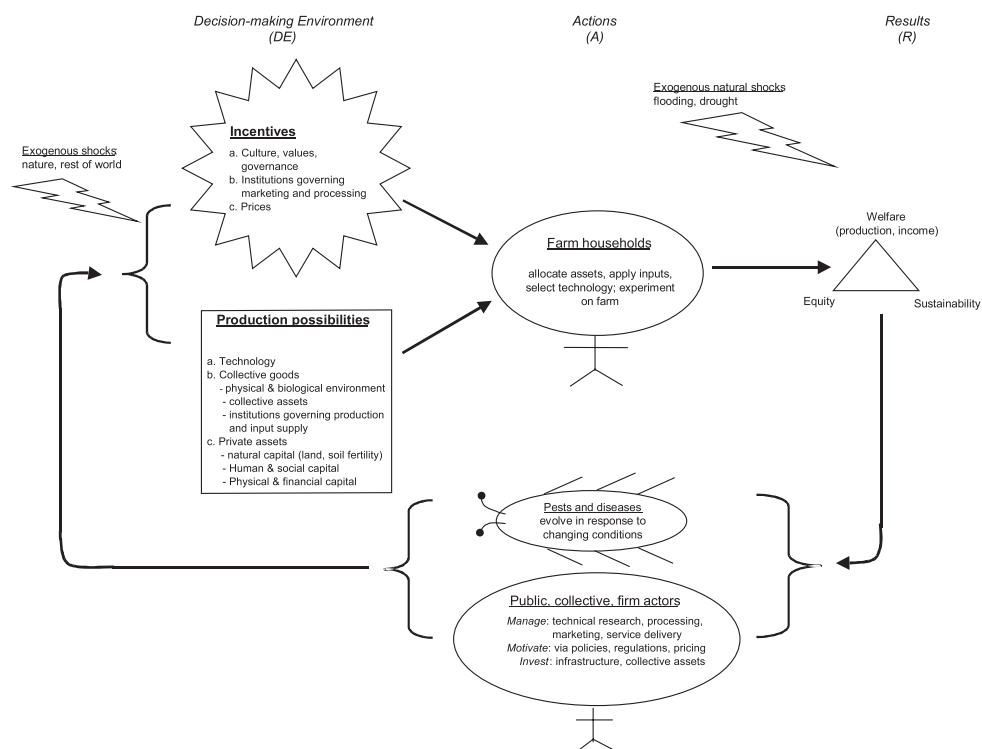 Decision-making Environment
(DE)
Actions
(A)
Results
(R)
Exogenous shocks
nature, rest of world
Incentives
a. Culture, values,
governance
b. Institutions governing
marketing and processing
c. Prices
Exogenous natural shocks
flooding, drought
Farm households
allocate assets, apply inputs,
select technology; experiment
on farm
Welfare
(production, income)
Equity
Sustainability
Production possibilities
a. Technology
b. Collective goods
- physical & biological environment
- collective assets
- institutions governing production
and input supply
c. Private assets
- natural capital (land, soil fertility)
- Human & social capital
- Physical & financial capital
Pests and diseases
evolve in response to
changing conditions
Public, collective, firm actors
Manage: technical research, processing,
marketing, service delivery
Motivate: via policies, regulations, pricing
Invest: infrastructure, collective assets